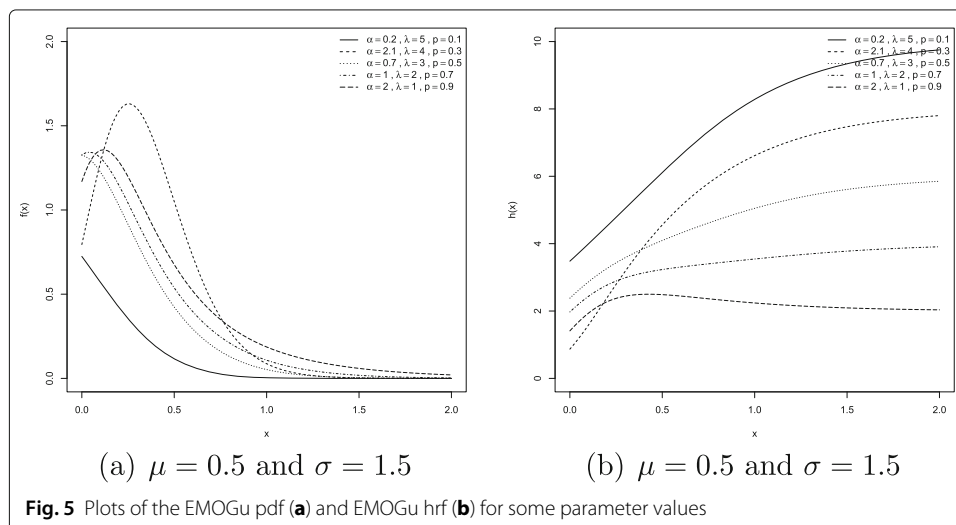 α = 0.2 , λ = 5 , p = 0.1
α = 2.1 , λ = 4 , p = 0.3
α = 0.7 , λ = 3 , p = 0.5
α = 1 , λ = 2 , p = 0.7
α = 2 , λ = 1 , p = 0.9
f(x)
2.0
1.5
1.0
0.5
0.0
0.0 0.5 1.0 1.5 2.0
x
(a) μ = 0.5 and σ = 1.5
α = 0.2 , λ = 5 , p = 0.1
α = 2.1 , λ = 4 , p = 0.3
α = 0.7 , λ = 3 , p = 0.5
α = 1 , λ = 2 , p = 0.7
α = 2 , λ = 1 , p = 0.9
h(x)
10
8
6
4
2
0
0.0 0.5 1.0 1.5 2.0
x
(b) μ = 0.5 and σ = 1.5
Fig. 5 Plots of the EMOGu pdf (a) and EMOGu hrf (b) for some parameter values